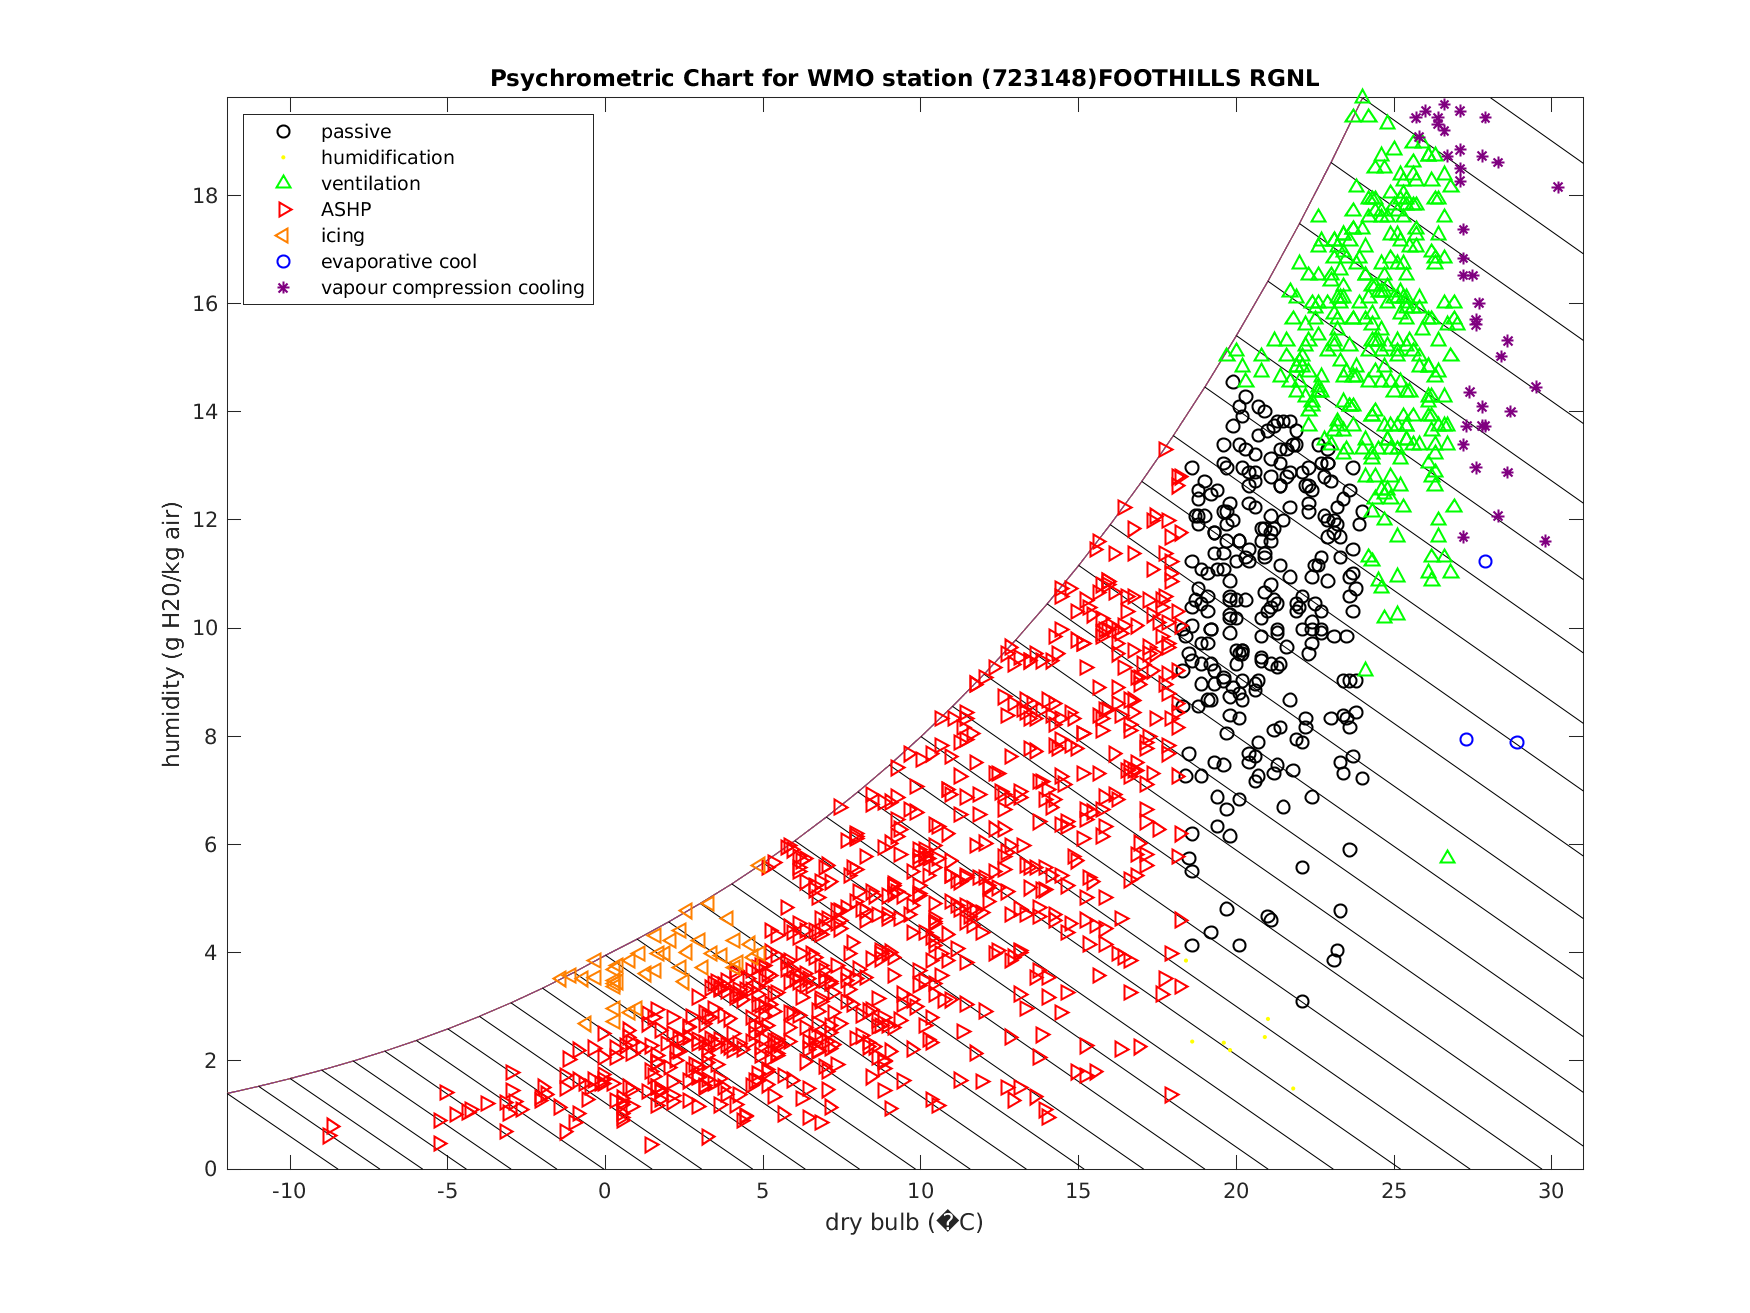 Psychrometric Chart for WMO station (723148)FOOTHILLS RGNL
passive
humidification
ventilation
ASHP
icing
evaporative cool
vapour compression cooling
humidity (g H20/kg air)
18
16
14
12
10
8
6
4
2
0
-10 -5 0 5 10 15 20 25 30
dry bulb (�C)